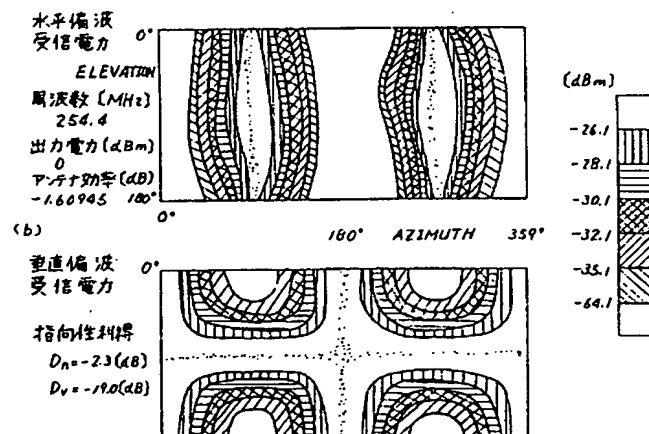 水平偏波
受信電力
0°
ELEVATION
周波数 [MHz]
254.4
出力電力(dBm)
0
アンテナ効率(dB)
-1.60945 180°
0°
(b)
180° AZIMUTH 359°
垂直偏波
受信電力
0°
指向性利得
Dh=-2.3(dB)
Dv=-19.0(dB)
(dBm)
-26.1
-28.1
-30.1
-32.1
-35.1
-64.1